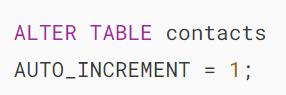 ALTER TABLE contacts
AUTO_INCREMENT = 1;